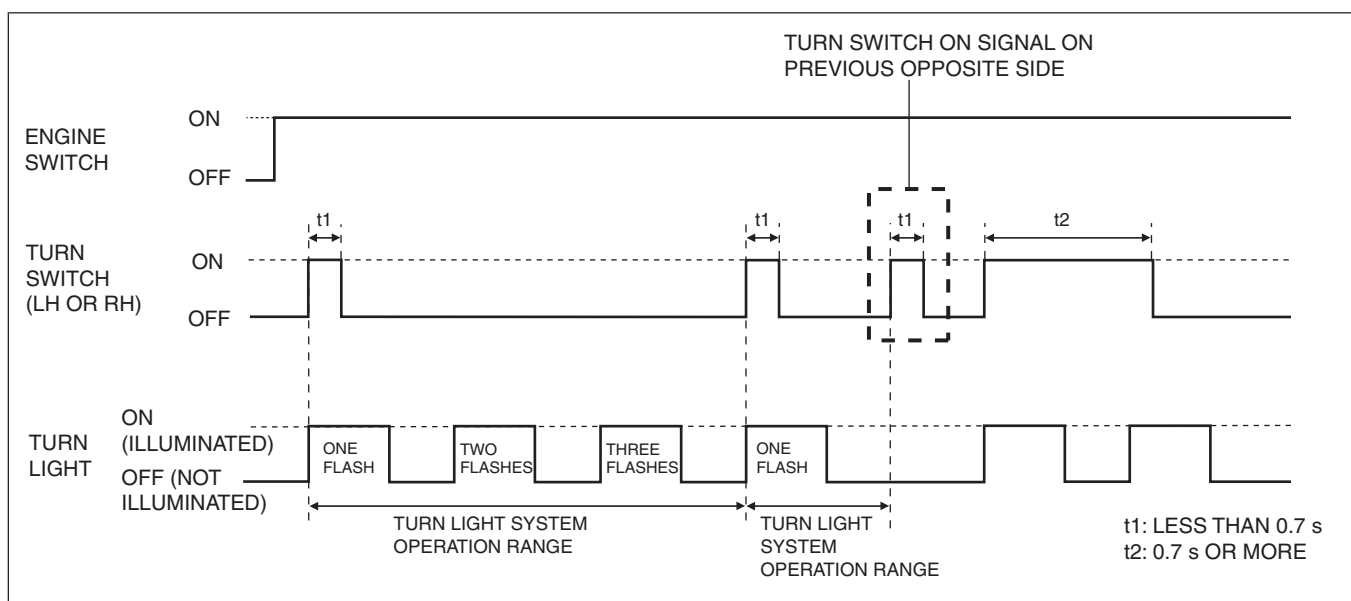 TURN SWITCH ON SIGNAL ON
PREVIOUS OPPOSITE SIDE
ENGINE
SWITCH
ON
OFF
t1
t1
t1
t2
TURN
SWITCH
(LH OR RH)
ON
OFF
TURN
LIGHT
ON
(ILLUMINATED)
OFF (NOT
ILLUMINATED)
ONE
FLASH
TWO
FLASHES
THREE
FLASHES
ONE
FLASH
TURN LIGHT SYSTEM
OPERATION RANGE
TURN LIGHT
SYSTEM
OPERATION RANGE
t1: LESS THAN 0.7 s
t2: 0.7 s OR MORE